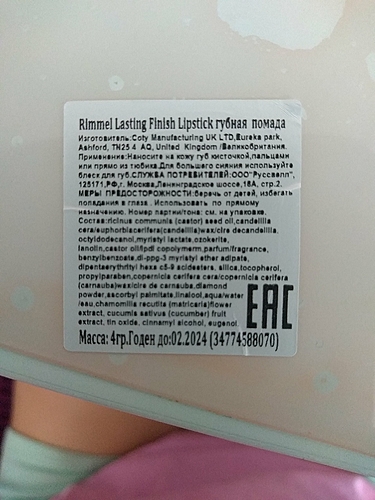 Rimmel Lasting Finish Lipstick губная помада
Изготовитель:Coty Manufacturing UK LTD,Eureka park,
Ashford, TN25 4 AQ, United Kingdom /Великобритания.
Применение:Наносите на кожу губ кисточкой,пальцами
или прямо из тюбика.Для большего сияния используйте
блеск для губ.СЛУЖБА ПОТРЕБИТЕЛЕЙ:ООО"Руссвапп",
125171,РФ,г. Москва,Ленинградское шоссе,18А, стр.2.
МЕРЫ ПРЕДОСТОРОЖНОСТИ:беречь от детей, избегать
попадания в глаза . Использовать по прямому
назначению. Номер партии/тона: см. на упаковке.
Состав:ricinus communis (castor) seed oil,candelilla
cera/euphorbiacerifera(candelilla)wax/cire decandelilla,
octyldodecanol,myristyl lactate,ozokerite,
lanolin,castor oil/ipdi copolymerm,parfum/fragrance,
benzylbenzoate,di-ppg-3 myristyl ether adipate,
dipentaerythrityl hexa c5-9 acidesters, silica,tocopherol,
propylparaben,copernicia cerifera cera/copernicia cerifera
(carnauba)wax/cire de carnauba,diamond
powder,ascorbyl palmitate,linalool,aqua/water
/eau,chamomilla recutita (matricaria)flower
extract, cucumis sativus (cucumber) fruit
extract, tin oxide, cinnamyl alcohol, eugenol.
EAC
Масса: 4гр.Годен до:02.2024 (34774588070)